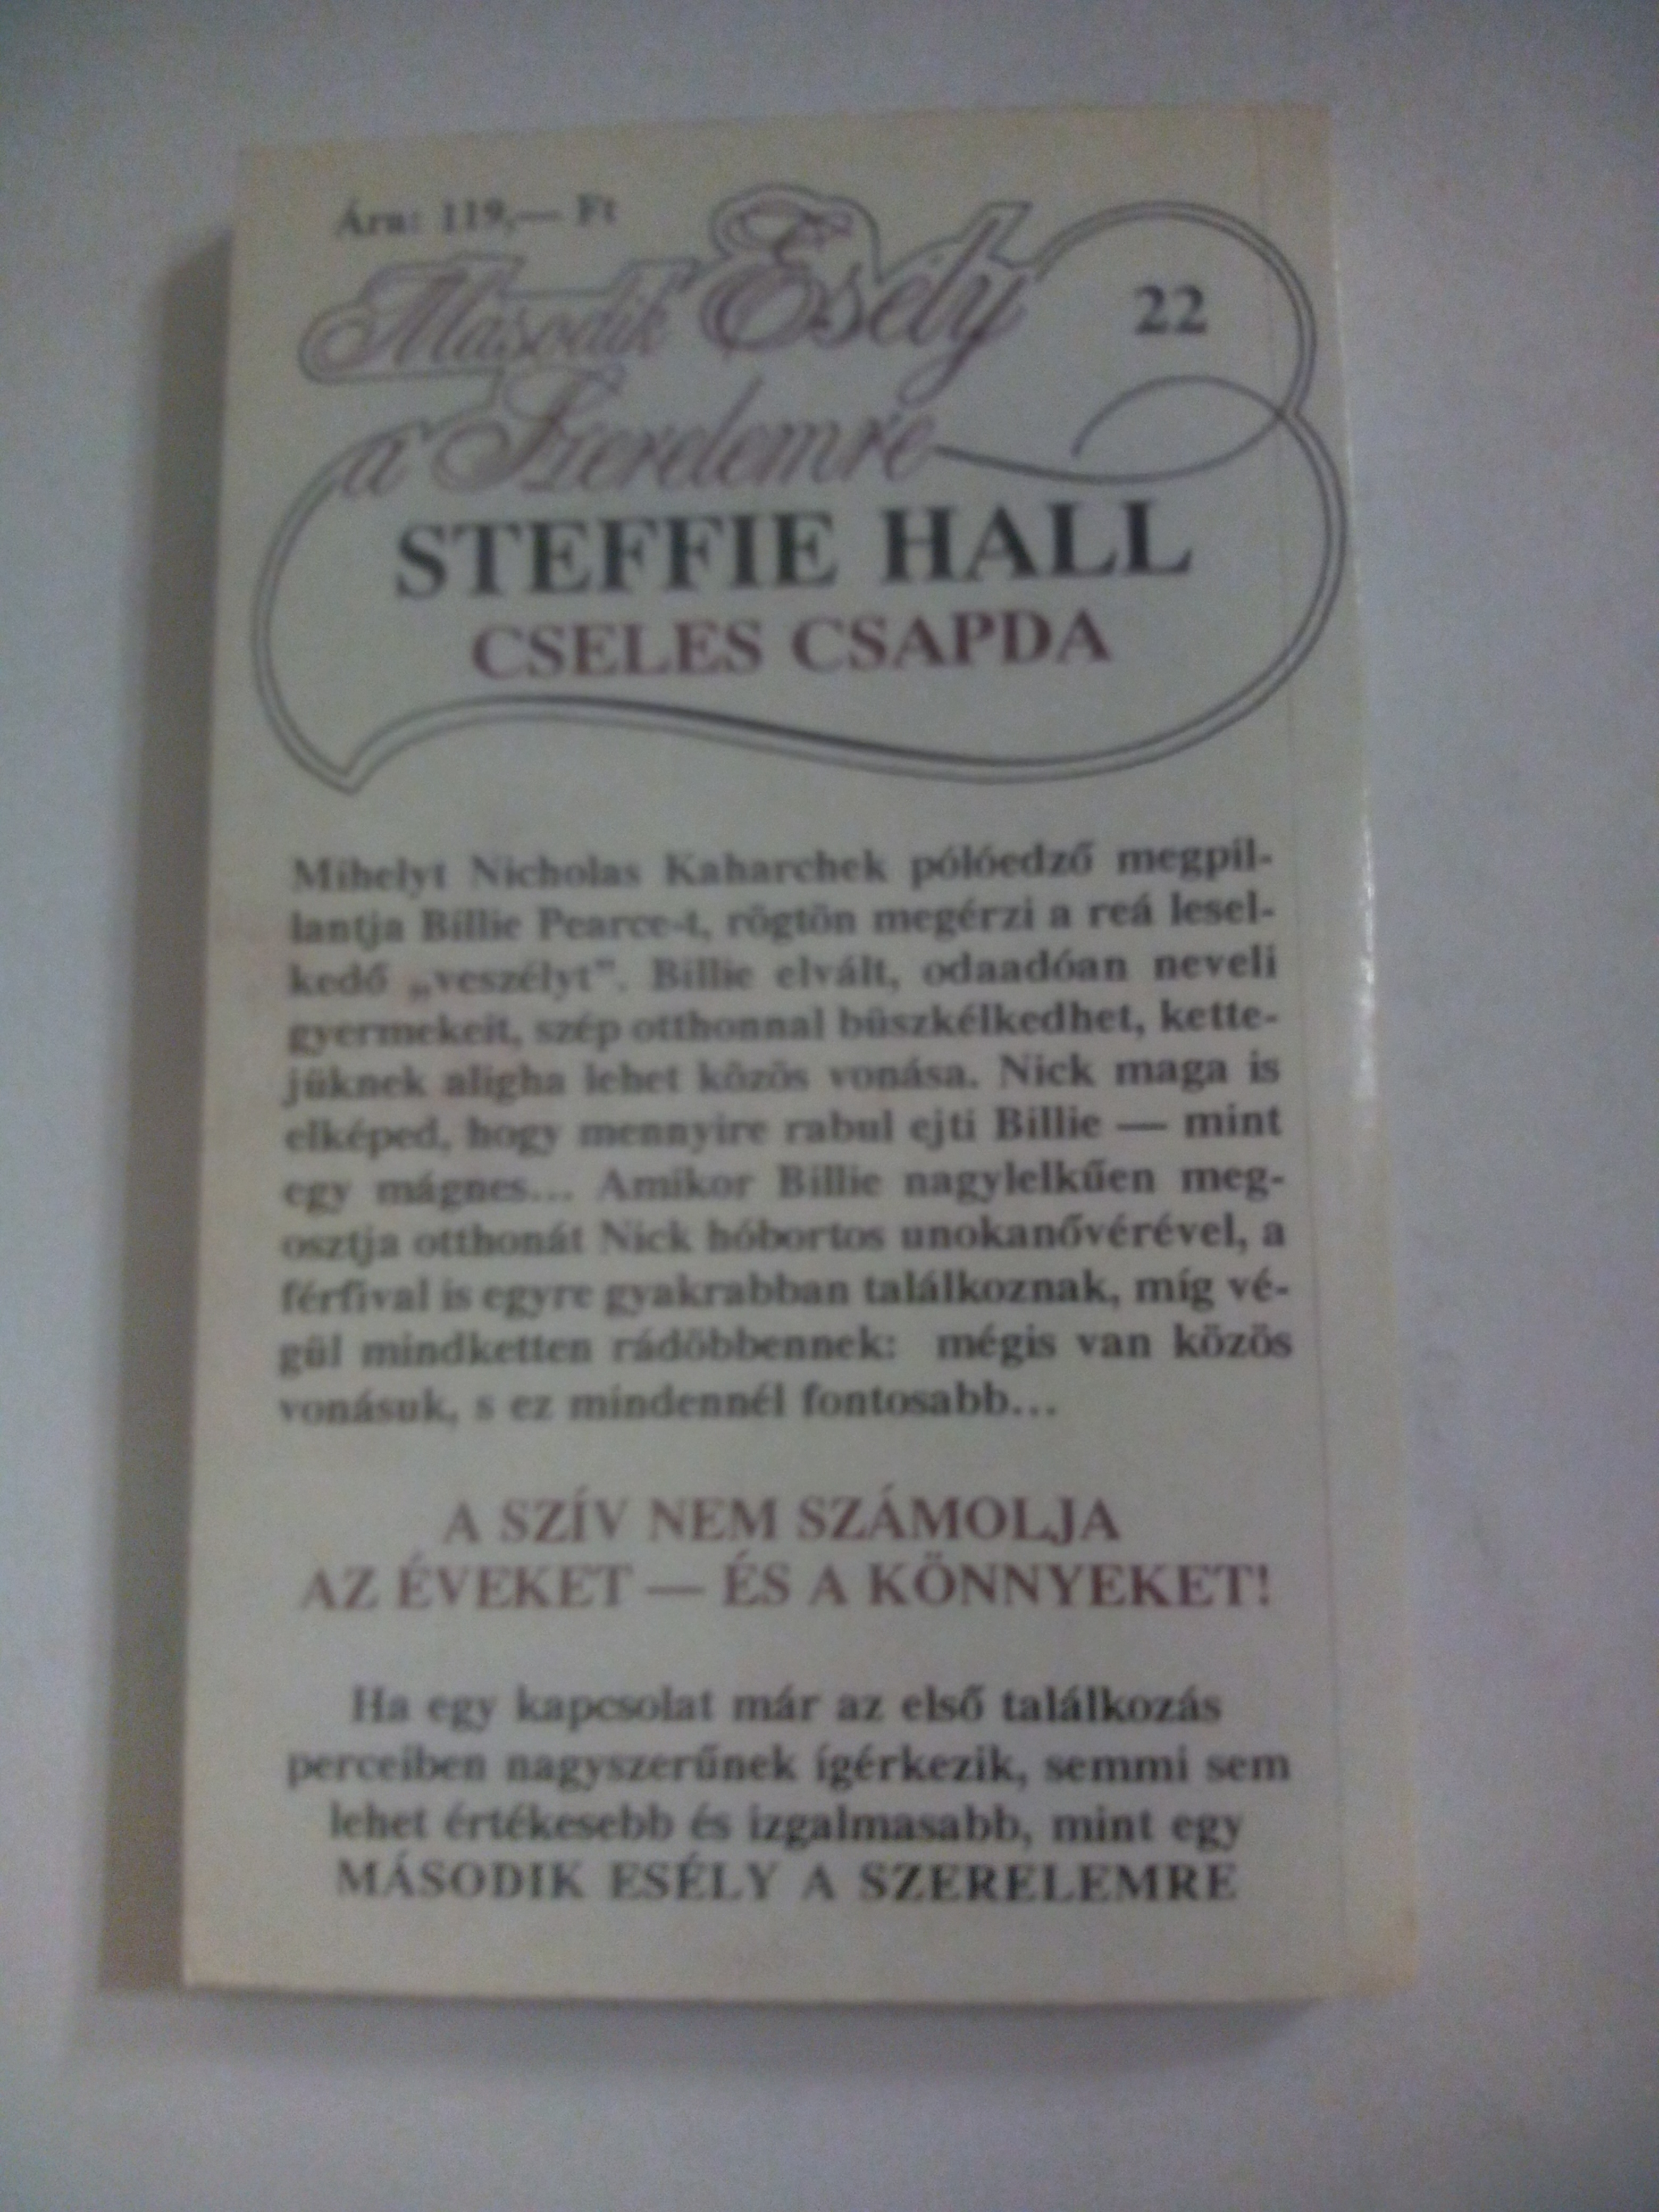 Ára: 119,— Ft
Második Esély
22
a Szerelemre
STEFFIE HALL
CSELES CSAPDA
Mihelyt Nicholas Kaharchek pólóedző megpil-
lantja Billie Pearce-t, rögtön megérzi a reá lesel-
kedő „veszélyt”. Billie elvált, odaadóan neveli
gyermekeit, szép otthonnal büszkélkedhet, kette-
jüknek aligha lehet közös vonása. Nick maga is
elképed, hogy mennyire rabul ejti Billie — mint
egy mágnes... Amikor Billie nagylelkűen meg-
osztja otthonát Nick hóbortos unokanővérével, a
férfival is egyre gyakrabban találkoznak, míg vé-
gül mindketten rádöbbennek: mégis van közös
vonásuk, s ez mindennél fontosabb...
A SZÍV NEM SZÁMOLJA
AZ ÉVEKET — ÉS A KÖNNYEKET!
Ha egy kapcsolat már az első találkozás
perceiben nagyszerűnek ígérkezik, semmi sem
lehet értékesebb és izgalmasabb, mint egy
MÁSODIK ESÉLY A SZERELEMRE